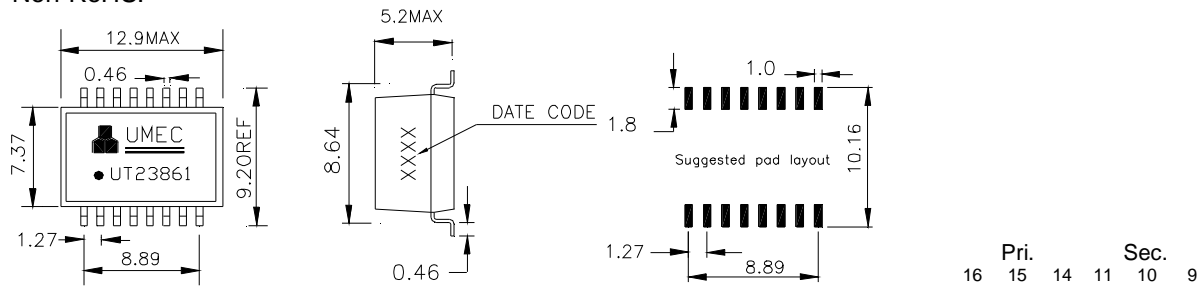 Non-RoHS:
12.9MAX
0.46
7.37
UMEC
UT23861
9.20REF
1.27
8.89
5.2MAX
8.64
XXXX
DATE CODE
0.46
1.0
1.8
Suggested pad layout
10.16
1.27
8.89
Pri. Sec.
16 15 14 11 10 9